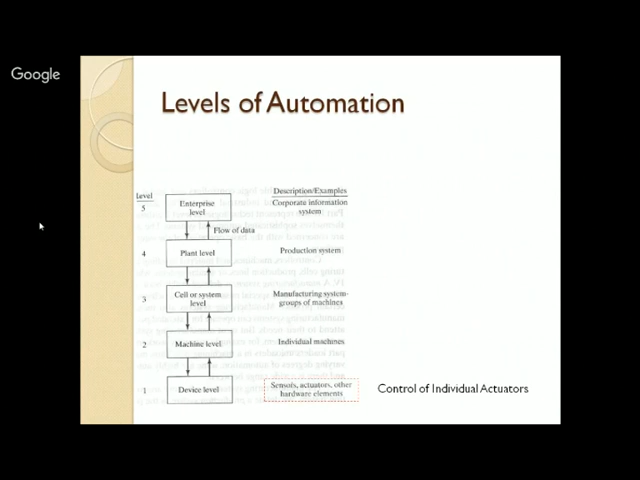 Google
Levels of Automation
Level
Description/Examples
5
Enterprise
level
Corporate information
system
Flow of data
4
Plant level
Production system
3
Cell or system
level
Manufacturing system-
groups of machines
2
Machine level
Individual machines
1
Device level
Sensors, actuators, other
hardware elements
Control of Individual Actuators